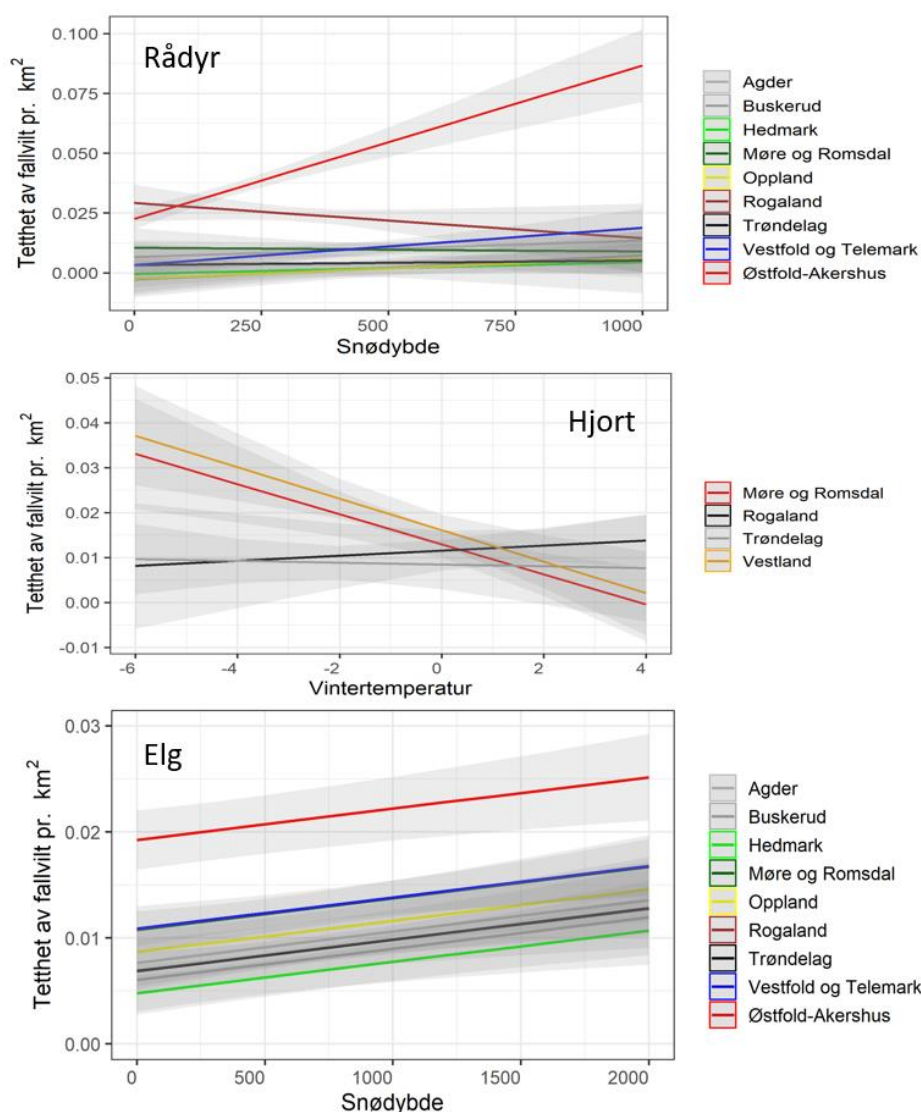 Rådyr
Tetthet av fallvilt pr. km²
0.100
0.075
0.050
0.025
0.000
0
250
500
750
1000
Snødybde
Agder
Buskerud
Hedmark
Møre og Romsdal
Oppland
Rogaland
Trøndelag
Vestfold og Telemark
Østfold-Akershus
Hjort
Tetthet av fallvilt pr. km²
0.05
0.04
0.03
0.02
0.01
0.00
-0.01
-6
-4
-2
0
2
4
Vintertemperatur
Møre og Romsdal
Rogaland
Trøndelag
Vestland
Elg
Tetthet av fallvilt pr. km²
0.03
0.02
0.01
0.00
0
500
1000
1500
2000
Snødybde
Agder
Buskerud
Hedmark
Møre og Romsdal
Oppland
Rogaland
Trøndelag
Vestfold og Telemark
Østfold-Akershus